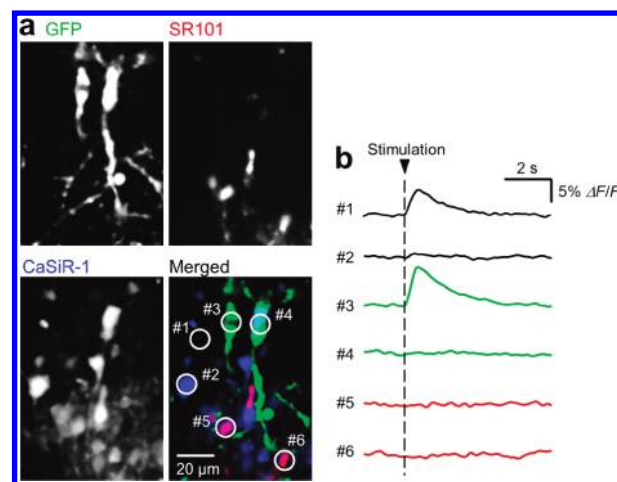 a GFP SR101
CaSiR-1 Merged
#1 #3 #4
#2
#5
#6
20 µm
b
Stimulation
2 s
5% ΔF/F
#1
#2
#3
#4
#5
#6